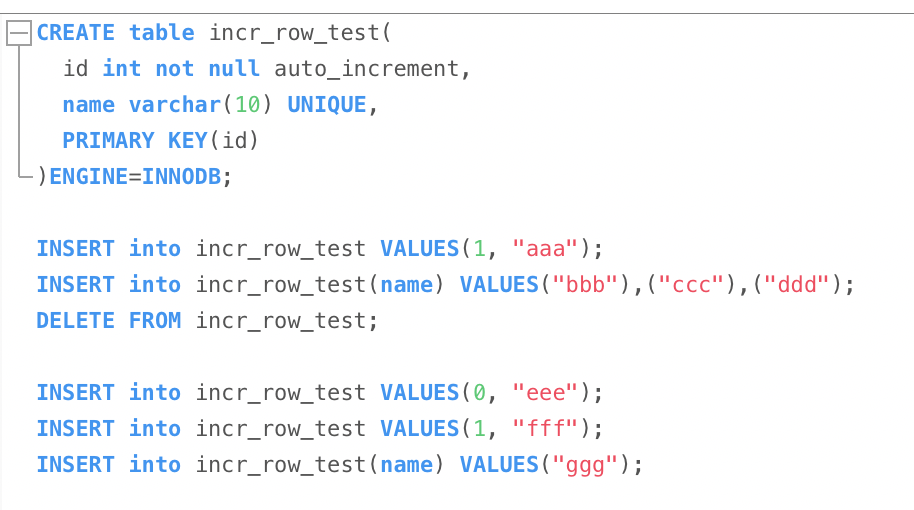 CREATE table incr_row_test(
id int not null auto_increment,
name varchar(10) UNIQUE,
PRIMARY KEY(id)
)ENGINE=INNODB;
INSERT into incr_row_test VALUES(1, "aaa");
INSERT into incr_row_test(name) VALUES("bbb"),("ccc"),("ddd");
DELETE FROM incr_row_test;
INSERT into incr_row_test VALUES(0, "eee");
INSERT into incr_row_test VALUES(1, "fff");
INSERT into incr_row_test(name) VALUES("ggg");